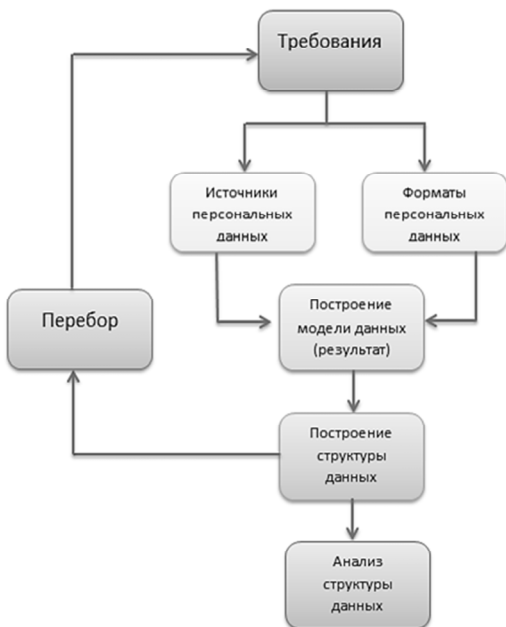 Требования
Источники
персональных
данных
Форматы
персональных
данных
Перебор
Построение
модели данных
(результат)
Построение
структуры
данных
Анализ
структуры
данных